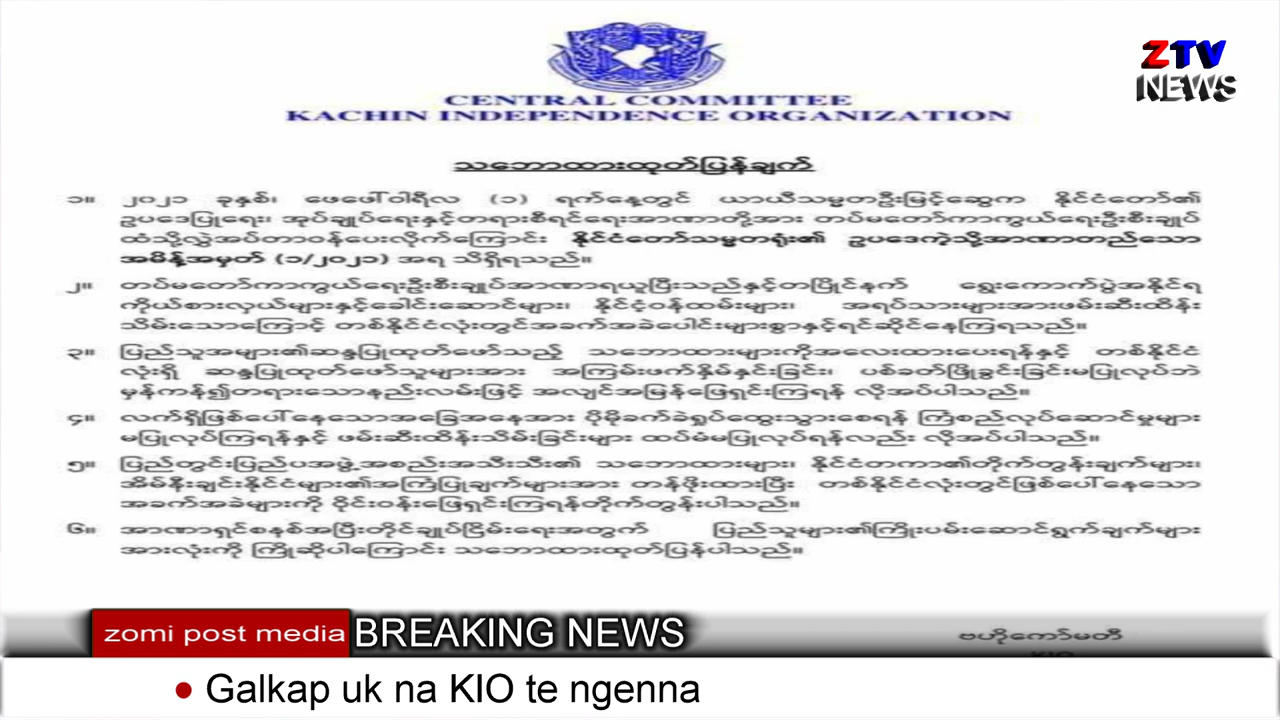 CENTRAL COMMITTEE
KACHIN INDEPENDENCE ORGANIZATION
ZTV
NEWS
သဘောထားထုတ်ပြန်ချက်
၁။ ၂၀၂၁ ခုနှစ်၊ ဖေဖေါ်ဝါရီလ (၁) ရက်နေ့တွင် ယာယီသမ္မတဦးမြင့်ဆွေက နိုင်ငံတော်၏
ဥပဒေပြုရေး၊ အုပ်ချုပ်ရေးနှင့်တရားစီရင်ရေးအာဏာတို့အား တပ်မတော်ကာကွယ်ရေးဦးစီးချုပ်
ထံသို့လွှဲအပ်တာဝန်ပေးလိုက်ကြောင်း နိုင်ငံတော်သမ္မတရုံး၏ ဥပဒေကဲ့သို့အာဏာတည်သော
အမိန့်အမှတ် (၁/၂၀၂၁) အရ သိရှိရသည်။
၂။ တပ်မတော်ကာကွယ်ရေးဦးစီးချုပ်အာဏာရယူပြီးသည်နှင့်တပြိုင်နက် ရွေးကောက်ပွဲအနိုင်ရ
ကိုယ်စားလှယ်များနှင့်ခေါင်းဆောင်များ၊ နိုင်ငံ့ဝန်ထမ်းများ၊ အရပ်သားများအားဖမ်းဆီးထိန်း
သိမ်းသောကြောင့် တစ်နိုင်ငံလုံးတွင်အခက်အခဲပေါင်းများစွာနှင့်ရင်ဆိုင်နေကြရသည်။
၃။ ပြည်သူအများ၏ဆန္ဒပြုထုတ်ဖော်သည့် သဘောထားများကိုအလေးထားပေးရန်နှင့် တစ်နိုင်ငံ
လုံးရှိ ဆန္ဒပြုထုတ်ဖော်သူများအား အကြမ်းဖက်နှိမ်နှင်းခြင်း၊ ပစ်ခတ်ဖြိုခွင်းခြင်းမပြုလုပ်ဘဲ
မှန်ကန်၍တရားသောနည်းလမ်းဖြင့် အလျင်အမြန်ဖြေရှင်းကြရန် လိုအပ်ပါသည်။
၄။ လက်ရှိဖြစ်ပေါ်နေသောအခြေအနေအား ပိုမိုခက်ခဲရှုပ်ထွေးသွားစေရန် ကြံစည်လုပ်ဆောင်မှုများ
မပြုလုပ်ကြရန်နှင့် ဖမ်းဆီးထိန်းသိမ်းခြင်းများ ထပ်မံမပြုလုပ်ရန်လည်း လိုအပ်ပါသည်။
၅။ ပြည်တွင်းပြည်ပအဖွဲ့အစည်းအသီးသီး၏ သဘောထားများ၊ နိုင်ငံတကာ၏တိုက်တွန်းချက်များ၊
အိမ်နီးချင်းနိုင်ငံများ၏အကြံပြုချက်များအား တန်ဖိုးထားပြီး တစ်နိုင်ငံလုံးတွင်ဖြစ်ပေါ်နေသော
အခက်အခဲများကို ဝိုင်းဝန်းဖြေရှင်းကြရန်တိုက်တွန်းပါသည်။
၆။ အာဏာရှင်စနစ်အပြီးတိုင်ချုပ်ငြိမ်းရေးအတွက် ပြည်သူများ၏ကြိုးပမ်းဆောင်ရွက်ချက်များ
အားလုံးကို ကြိုဆိုပါကြောင်း သဘောထားထုတ်ပြန်ပါသည်။
ဗဟိုကော်မတီ
zomi post media BREAKING NEWS
• Galkap uk na KIO te ngenna